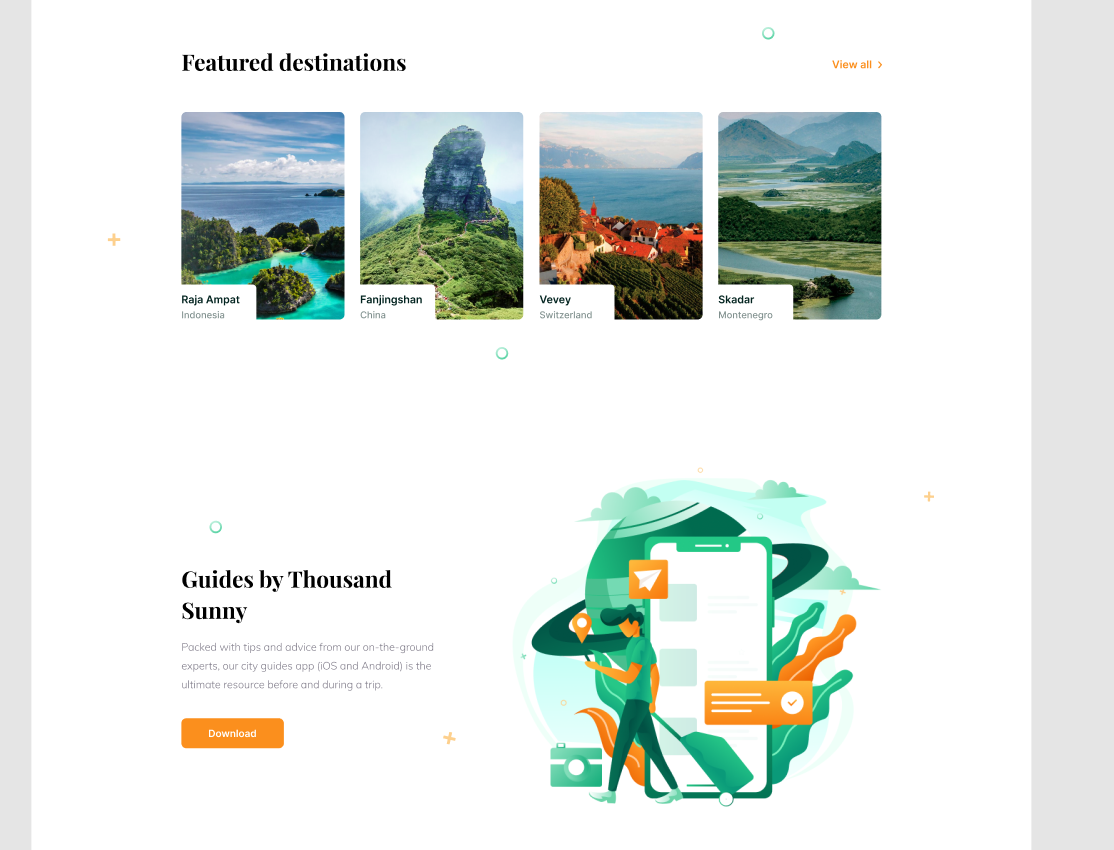 Featured destinations
View all
Raja Ampat
Indonesia
Fanjingshan
China
Vevey
Switzerland
Skadar
Montenegro
Guides by Thousand
Sunny
Packed with tips and advice from our on-the-ground
experts, our city guides app (iOS and Android) is the
ultimate resource before and during a trip.
Download